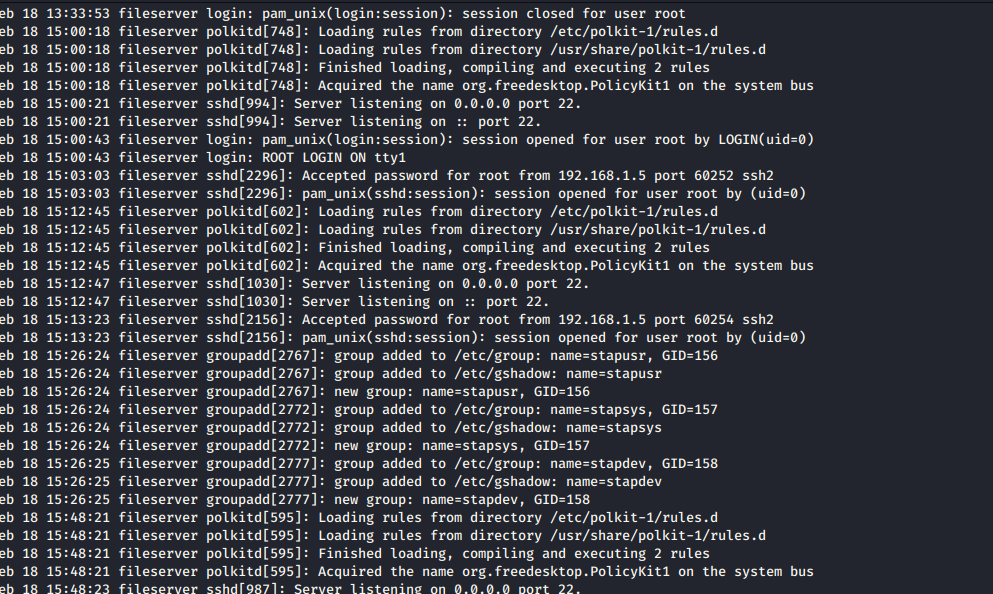 eb 18 13:33:53 fileserver login: pam_unix(login:session): session closed for user root
eb 18 15:00:18 fileserver polkitd[748]: Loading rules from directory /etc/polkit-1/rules.d
eb 18 15:00:18 fileserver polkitd[748]: Loading rules from directory /usr/share/polkit-1/rules.d
eb 18 15:00:18 fileserver polkitd[748]: Finished loading, compiling and executing 2 rules
eb 18 15:00:18 fileserver polkitd[748]: Acquired the name org.freedesktop.PolicyKit1 on the system bus
eb 18 15:00:21 fileserver sshd[994]: Server listening on 0.0.0.0 port 22.
eb 18 15:00:21 fileserver sshd[994]: Server listening on :: port 22.
eb 18 15:00:43 fileserver login: pam_unix(login:session): session opened for user root by LOGIN(uid=0)
eb 18 15:00:43 fileserver login: ROOT LOGIN ON tty1
eb 18 15:03:03 fileserver sshd[2296]: Accepted password for root from 192.168.1.5 port 60252 ssh2
eb 18 15:03:03 fileserver sshd[2296]: pam_unix(sshd:session): session opened for user root by (uid=0)
eb 18 15:12:45 fileserver polkitd[602]: Loading rules from directory /etc/polkit-1/rules.d
eb 18 15:12:45 fileserver polkitd[602]: Loading rules from directory /usr/share/polkit-1/rules.d
eb 18 15:12:45 fileserver polkitd[602]: Finished loading, compiling and executing 2 rules
eb 18 15:12:45 fileserver polkitd[602]: Acquired the name org.freedesktop.PolicyKit1 on the system bus
eb 18 15:12:47 fileserver sshd[1030]: Server listening on 0.0.0.0 port 22.
eb 18 15:12:47 fileserver sshd[1030]: Server listening on :: port 22.
eb 18 15:13:23 fileserver sshd[2156]: Accepted password for root from 192.168.1.5 port 60254 ssh2
eb 18 15:13:23 fileserver sshd[2156]: pam_unix(sshd:session): session opened for user root by (uid=0)
eb 18 15:26:24 fileserver groupadd[2767]: group added to /etc/group: name=stapusr, GID=156
eb 18 15:26:24 fileserver groupadd[2767]: group added to /etc/gshadow: name=stapusr
eb 18 15:26:24 fileserver groupadd[2767]: new group: name=stapusr, GID=156
eb 18 15:26:24 fileserver groupadd[2772]: group added to /etc/group: name=stapsys, GID=157
eb 18 15:26:24 fileserver groupadd[2772]: group added to /etc/gshadow: name=stapsys
eb 18 15:26:24 fileserver groupadd[2772]: new group: name=stapsys, GID=157
eb 18 15:26:25 fileserver groupadd[2777]: group added to /etc/group: name=stapdev, GID=158
eb 18 15:26:25 fileserver groupadd[2777]: group added to /etc/gshadow: name=stapdev
eb 18 15:26:25 fileserver groupadd[2777]: new group: name=stapdev, GID=158
eb 18 15:48:21 fileserver polkitd[595]: Loading rules from directory /etc/polkit-1/rules.d
eb 18 15:48:21 fileserver polkitd[595]: Loading rules from directory /usr/share/polkit-1/rules.d
eb 18 15:48:21 fileserver polkitd[595]: Finished loading, compiling and executing 2 rules
eb 18 15:48:21 fileserver polkitd[595]: Acquired the name org.freedesktop.PolicyKit1 on the system bus
eb 18 15:48:23 fileserver sshd[987]: Server listening on 0.0.0.0 port 22.